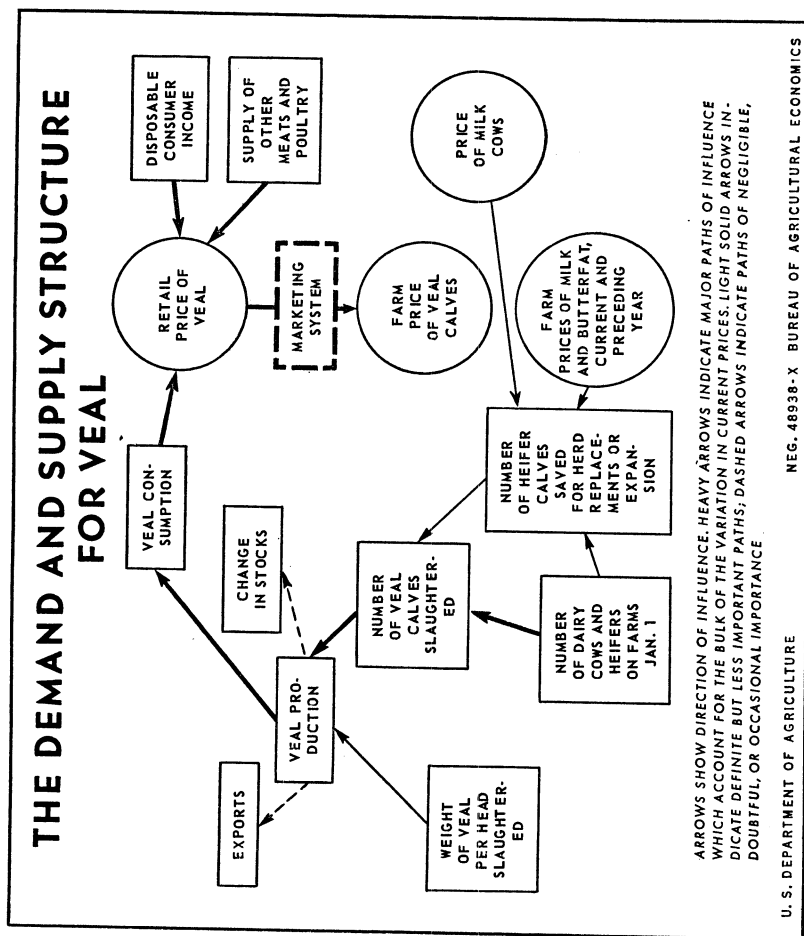 THE DEMAND AND SUPPLY STRUCTURE
FOR VEAL
EXPORTS
CHANGE
IN STOCKS
VEAL CON-
SUMPTION
DISPOSABLE
CONSUMER
INCOME
RETAIL
PRICE OF
VEAL
SUPPLY OF
OTHER
MEATS AND
POULTRY
VEAL PRO-
DUCTION
MARKETING
SYSTEM
WEIGHT
OF VEAL
PER HEAD
SLAUGHTER-
ED
NUMBER
OF VEAL
CALVES
SLAUGHTER-
ED
FARM
PRICE
OF VEAL
CALVES
PRICE
OF MILK
COWS
NUMBER
OF DAIRY
COWS AND
HEIFERS
ON FARMS
JAN. 1
NUMBER
OF HEIFER
CALVES
SAVED
FOR HERD
REPLACE-
MENTS OR
EXPAN-
SION
FARM
PRICES OF MILK
AND BUTTERFAT,
CURRENT AND
PRECEDING
YEAR
ARROWS SHOW DIRECTION OF INFLUENCE. HEAVY ARROWS INDICATE MAJOR PATHS OF INFLUENCE
WHICH ACCOUNT FOR THE BULK OF THE VARIATION IN CURRENT PRICES. LIGHT SOLID ARROWS IN-
DICATE DEFINITE BUT LESS IMPORTANT PATHS; DASHED ARROWS INDICATE PATHS OF NEGLIGIBLE,
DOUBTFUL, OR OCCASIONAL IMPORTANCE
U. S. DEPARTMENT OF AGRICULTURE NEG. 48938-X BUREAU OF AGRICULTURAL ECONOMICS